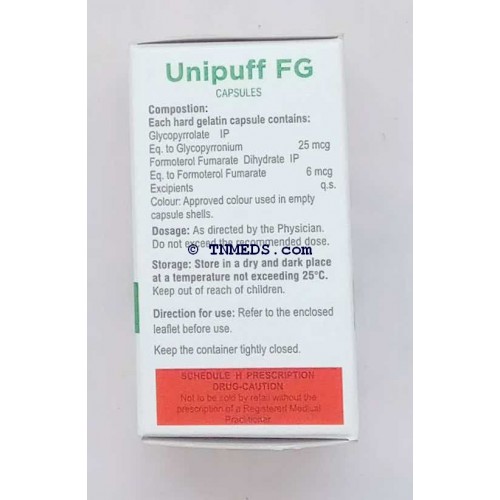 Unipuff FG
CAPSULES
Compostion:
Each hard gelatin capsule contains:
Glycopyrrolate IP
Eq. to Glycopyrronium 25 mcg
Formoterol Fumarate Dihydrate IP
Eq. to Formoterol Fumarate 6 mcg
Excipients q.s.
Colour: Approved colour used in empty
capsule shells.
Dosage: As directed by the Physician.
Do not exceed the recommended dose.
© TNMEDS.com
Storage: Store in a dry and dark place
at a temperature not exceeding 25°C.
Keep out of reach of children.
Direction for use: Refer to the enclosed
leaflet before use.
Keep the container tightly closed.
SCHEDULE H PRESCRIPTION
DRUG-CAUTION
Not to be sold by retail without the
prescription of a Registered Medical
Practitioner